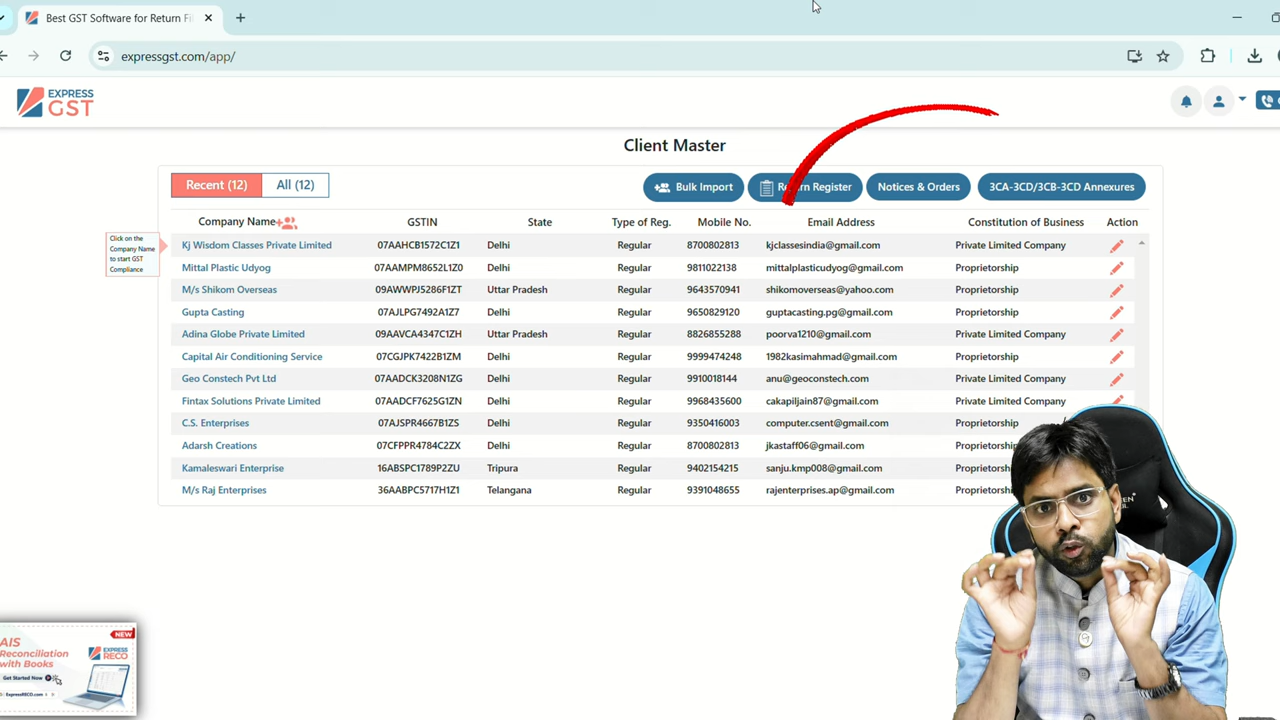 Best GST Software for Return Fi
expressgst.com/app/
EXPRESS
GST
Client Master
Recent (12) All (12) Bulk Import Return Register Notices & Orders 3CA-3CD/3CB-3CD Annexures
Company Name GSTIN State Type of Reg. Mobile No. Email Address Constitution of Business Action
Click on the
Company Name
to start GST
Compliance
Kj Wisdom Classes Private Limited 07AAHCB1572C1Z1 Delhi Regular 8700802813 kjclassesindia@gmail.com Private Limited Company
Mittal Plastic Udyog 07AAMPM8652L1Z0 Delhi Regular 9811022138 mittalplasticudyog@gmail.com Proprietorship
M/s Shikom Overseas 09AWWPJ5286F1ZT Uttar Pradesh Regular 9643570941 shikomoverseas@yahoo.com Proprietorship
Gupta Casting 07AJLPG7492A1Z7 Delhi Regular 9650829120 guptacasting.pg@gmail.com Proprietorship
Adina Globe Private Limited 09AAVCA4347C1ZH Uttar Pradesh Regular 8826855288 poorva1210@gmail.com Private Limited Company
Capital Air Conditioning Service 07CGJPK7422B1ZM Delhi Regular 9999474248 1982kasimahmad@gmail.com Proprietorship
Geo Constech Pvt Ltd 07AADCK3208N1ZG Delhi Regular 9910018144 anu@geoconstech.com Private Limited Company
Fintax Solutions Private Limited 07AADCF7625G1ZN Delhi Regular 9968435600 cakapiljain87@gmail.com Private Limited Company
C.S. Enterprises 07AJSPR4667B1ZS Delhi Regular 9350416003 computer.csent@gmail.com Proprietorship
Adarsh Creations 07CFPPR4784C2ZX Delhi Regular 8700802813 jkastaff06@gmail.com Proprietorship
Kamaleswari Enterprise 16ABSPC1789P2ZU Tripura Regular 9402154215 sanju.kmp008@gmail.com Proprietorship
M/s Raj Enterprises 36AABPC5717H1Z1 Telangana Regular 9391048655 rajenterprises.ap@gmail.com Proprietorsh
NEW
AIS
Reconciliation
with Books
EXPRESS
RECO
Get Started Now
ExpressRECO.com